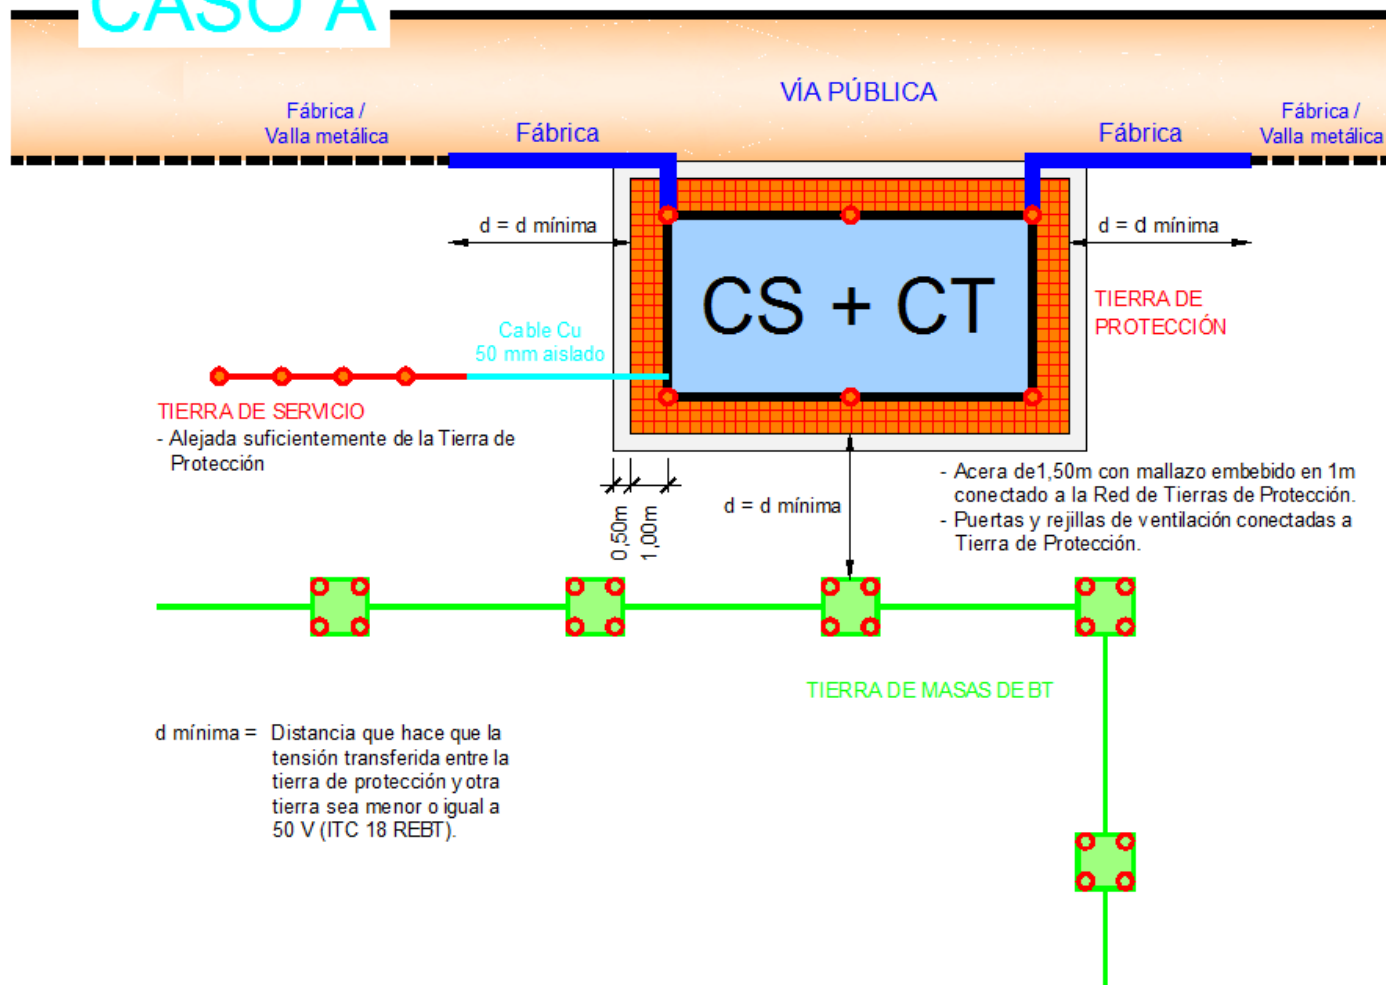 CASO A
VÍA PÚBLICA
Fábrica /
Valla metálica
Fábrica
Fábrica
Fábrica /
Valla metálica
d = d mínima
d = d mínima
CS + CT
TIERRA DE
PROTECCIÓN
Cable Cu
50 mm aislado
TIERRA DE SERVICIO
- Alejada suficientemente de la Tierra de
Protección
0,50m
1,00m
d = d mínima
- Acera de1,50m con mallazo embebido en 1m
conectado a la Red de Tierras de Protección.
- Puertas y rejillas de ventilación conectadas a
Tierra de Protección.
TIERRA DE MASAS DE BT
d mínima = Distancia que hace que la
tensión transferida entre la
tierra de protección y otra
tierra sea menor o igual a
50 V (ITC 18 REBT).